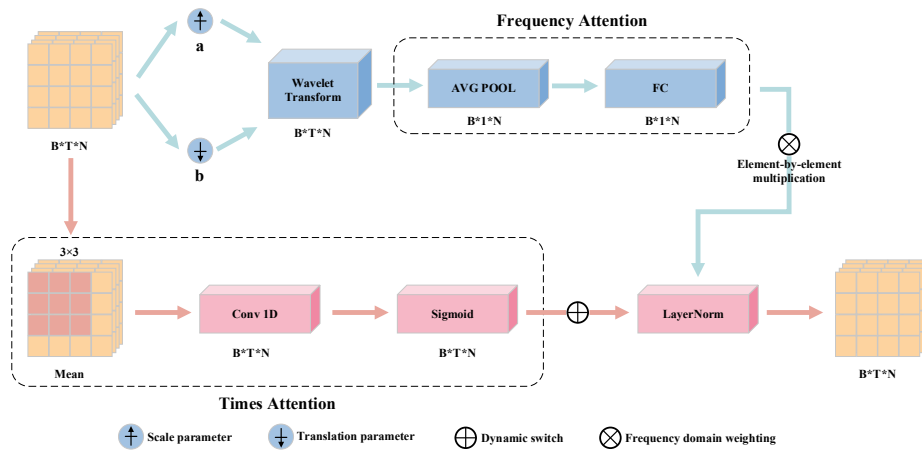 Frequency Attention
a
Wavelet
Transform
AVG POOL
FC
B*T*N
B*1*N
B*1*N
B*T*N
b
Element-by-element
multiplication
3×3
Conv 1D
Sigmoid
LayerNorm
B*T*N
B*T*N
B*T*N
Mean
Times Attention
Scale parameter
Translation parameter
Dynamic switch
Frequency domain weighting